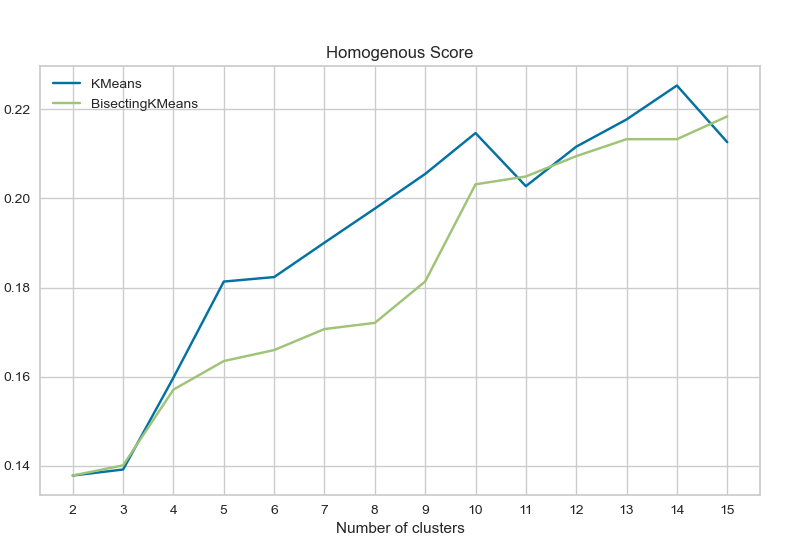 Homogenous Score
KMeans
BisectingKMeans
0.22
0.20
0.18
0.16
0.14
2 3 4 5 6 7 8 9 10 11 12 13 14 15
Number of clusters